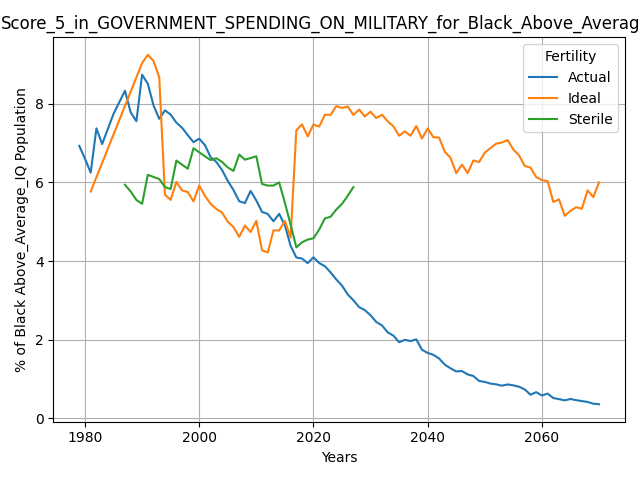 Score_5_in_GOVERNMENT_SPENDING_ON_MILITARY_for_Black_Above_Averag
% of Black Above_Average_IQ Population
8
6
4
2
0
1980
2000
2020
2040
2060
Years
Fertility
Actual
Ideal
Sterile